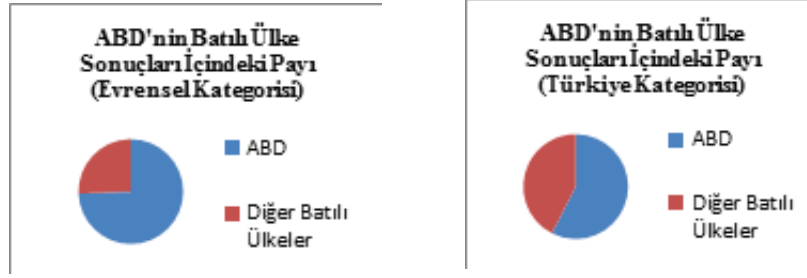 ABD'nin Batılı Ülke
Sonuçları İçindeki Payı
(Evrensel Kategorisi)
ABD
Diğer Batılı
Ülkeler
ABD'nin Batılı Ülke
Sonuçları İçindeki Payı
(Türkiye Kategorisi)
ABD
Diğer Batılı
Ülkeler